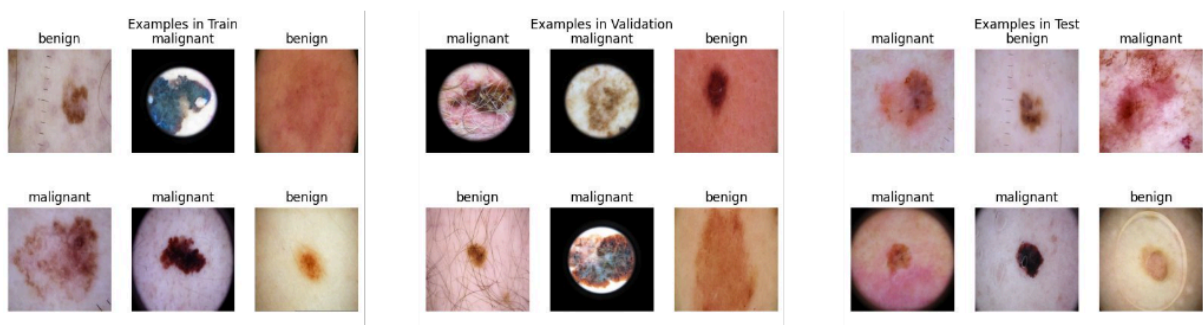 Examples in Train
benign malignant benign
malignant malignant benign
Examples in Validation
malignant malignant benign
benign malignant benign
Examples in Test
malignant benign malignant
malignant malignant benign